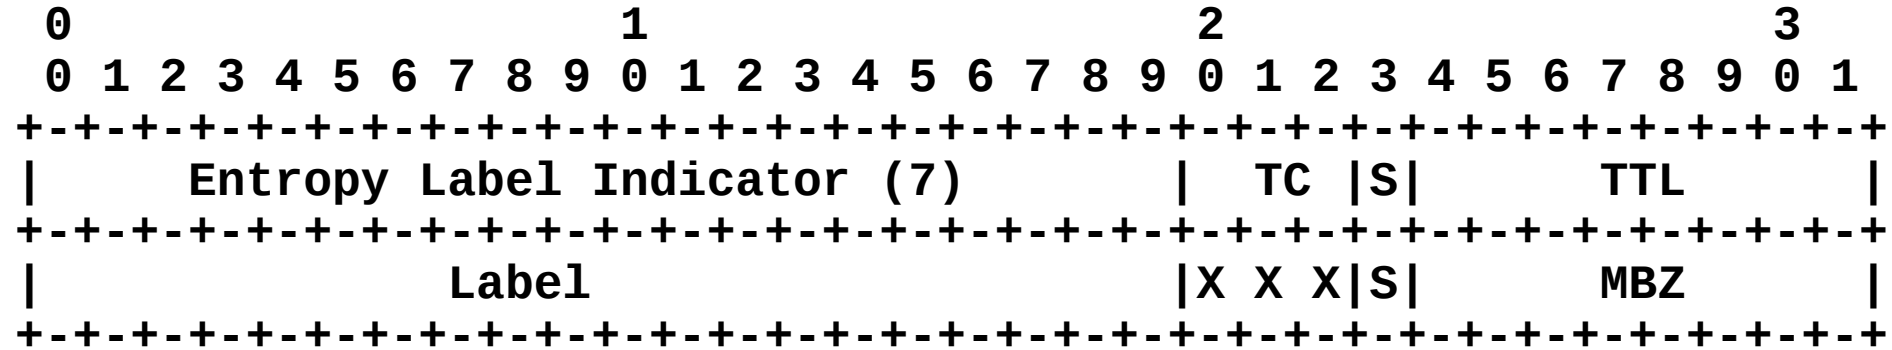 0                   1                   2                   3
 0 1 2 3 4 5 6 7 8 9 0 1 2 3 4 5 6 7 8 9 0 1 2 3 4 5 6 7 8 9 0 1
+-+-+-+-+-+-+-+-+-+-+-+-+-+-+-+-+-+-+-+-+-+-+-+-+-+-+-+-+-+-+-+-+
|     Entropy Label Indicator (7)       |  TC |S|      TTL      |
+-+-+-+-+-+-+-+-+-+-+-+-+-+-+-+-+-+-+-+-+-+-+-+-+-+-+-+-+-+-+-+-+
|              Label                    |X X X|S|      MBZ      |
+-+-+-+-+-+-+-+-+-+-+-+-+-+-+-+-+-+-+-+-+-+-+-+-+-+-+-+-+-+-+-+-+